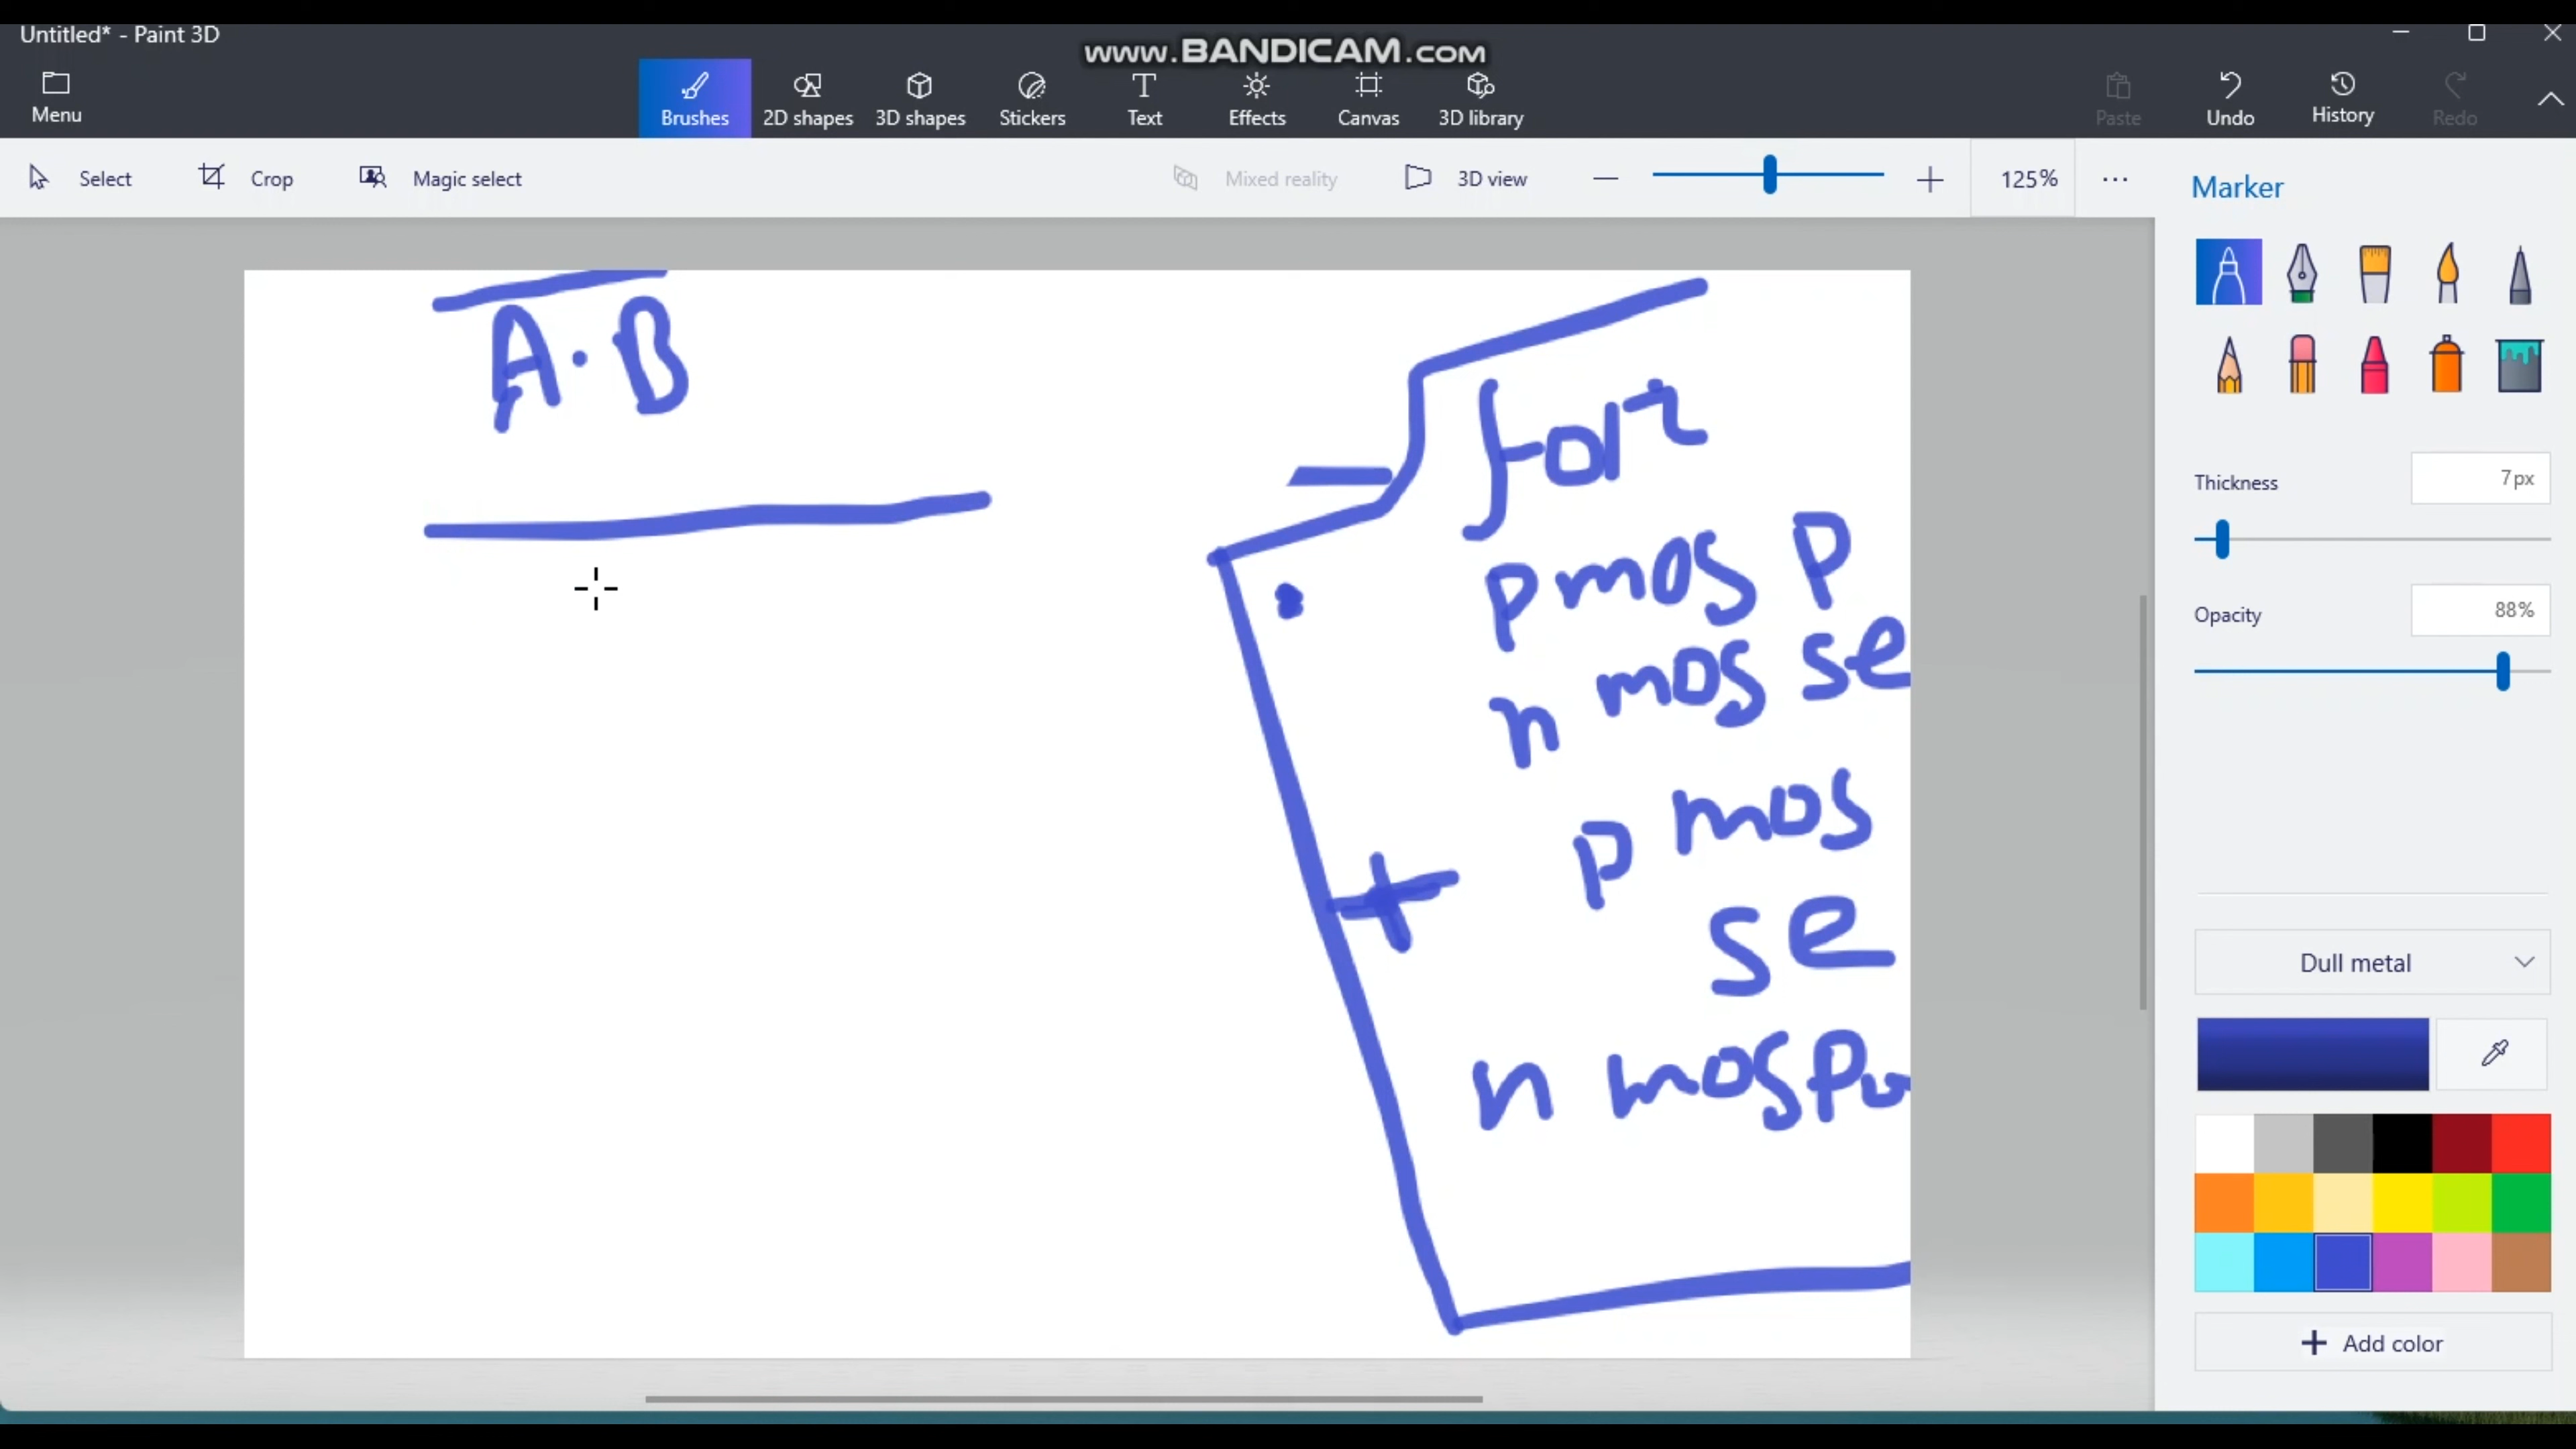 Untitled* - Paint 3D
www.BANDICAM.com
Menu
Brushes
2D shapes
3D shapes
Stickers
Text
Effects
Canvas
3D library
Paste
Undo
History
Redo
Select
Crop
Magic select
Mixed reality
3D view
125%
Marker
Thickness
7px
Opacity
88%
Dull metal
Add color
A·B
for
·
pmos P
n mos se
+
p mos
se
n mos Par